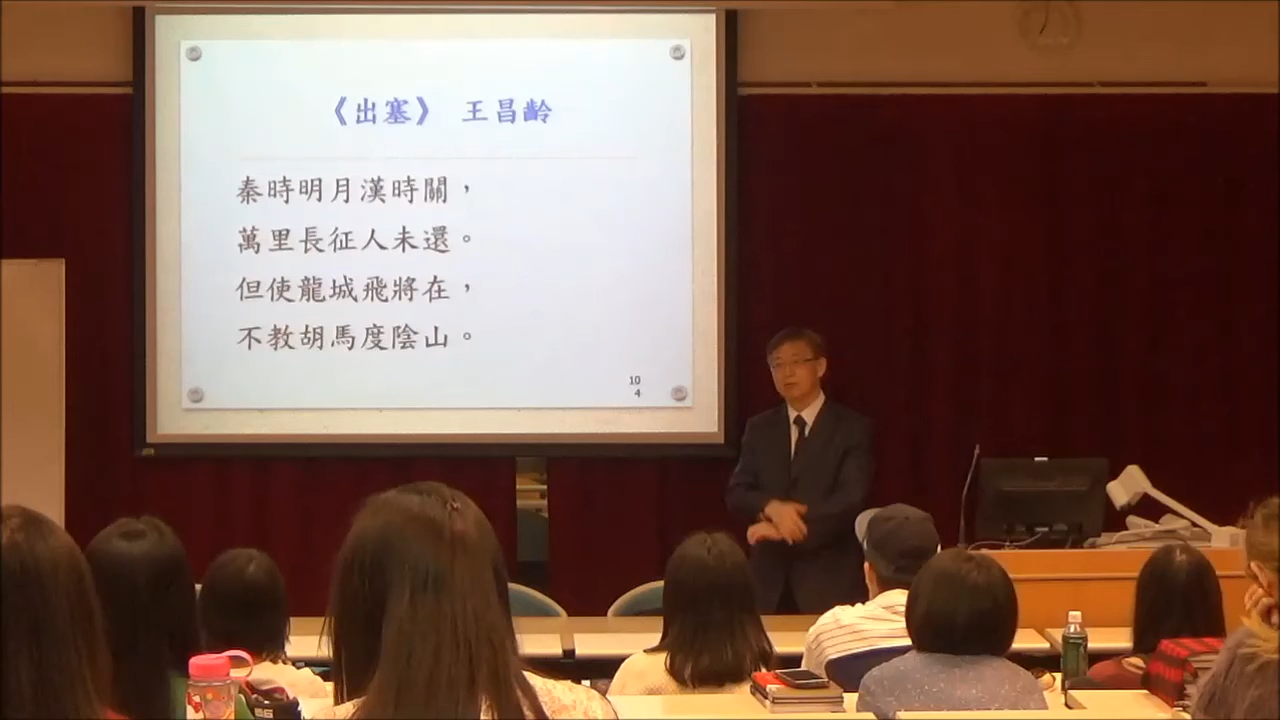 《出塞》 王昌齡
秦時明月漢時關，
萬里長征人未還。
但使龍城飛將在，
不教胡馬度陰山。
10
4